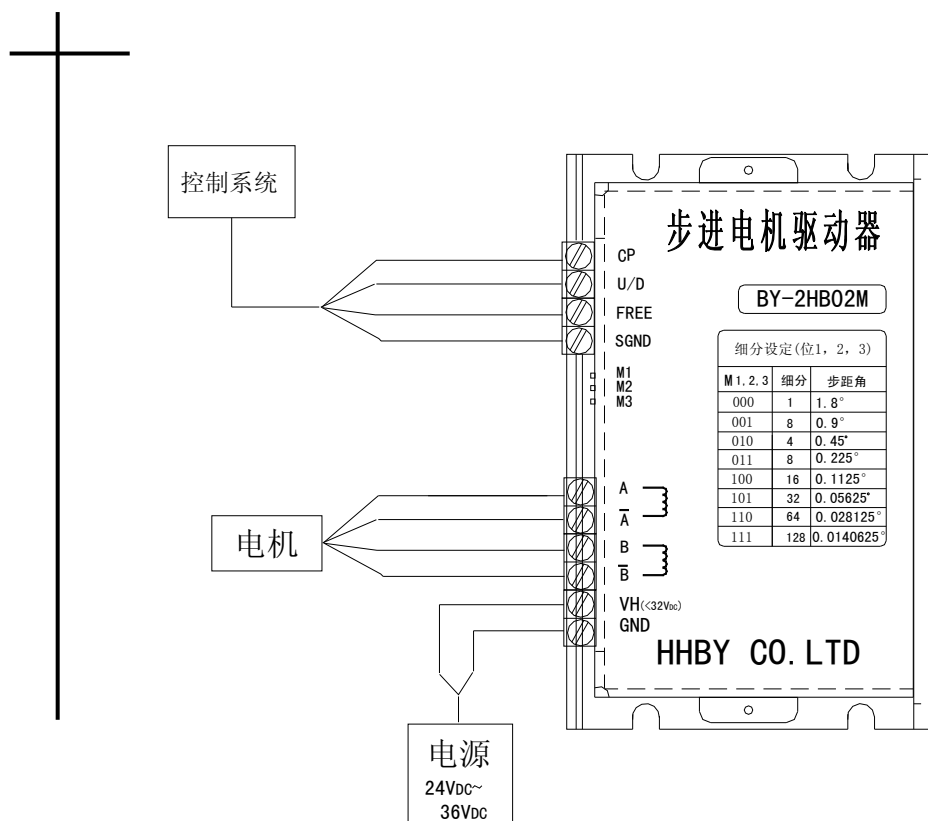 控制系统
步进电机驱动器
CP
U/D
FREE
SGND
BY-2HB02M
细分设定(位1, 2, 3)
M1,2,3 细分 步距角
000 1 1.8°
001 8 0.9°
010 4 0.45°
011 8 0.225°
100 16 0.1125°
101 32 0.05625°
110 64 0.028125°
111 128 0.0140625°
M1
M2
M3
A
A̅
B
B̅
电机
VH(<32VDC)
GND
HHBY CO.LTD
电源
24VDC~
36VDC